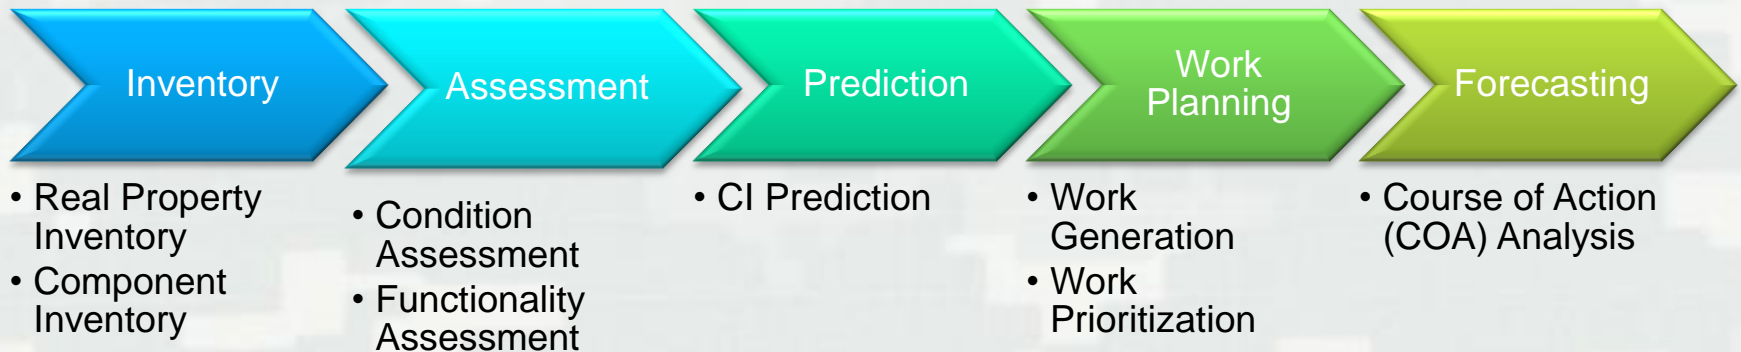 Inventory
Assessment
Prediction
Work
Planning
Forecasting
• Real Property
Inventory
• Component
Inventory
• Condition
Assessment
• Functionality
Assessment
• CI Prediction
• Work
Generation
• Work
Prioritization
• Course of Action
(COA) Analysis